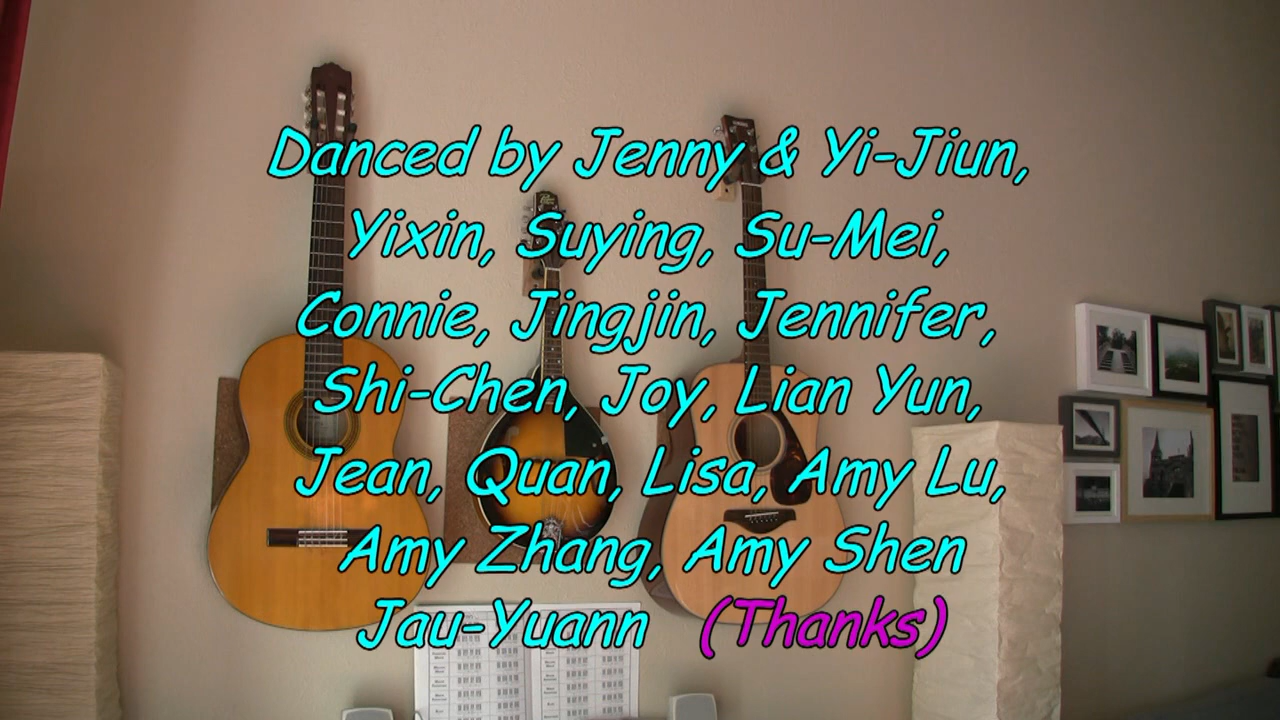 Danced by Jenny & Yi-Jiun,
Yixin, Suying, Su-Mei,
Connie, Jingjin, Jennifer,
Shi-Chen, Joy, Lian Yun,
Jean, Quan, Lisa, Amy Lu,
Amy Zhang, Amy Shen
Jau-Yuann (Thanks)